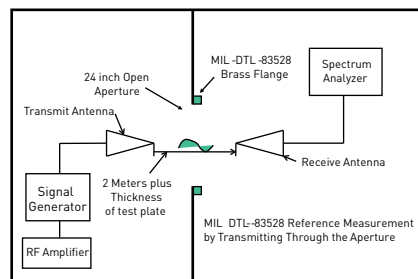 MIL -DTL -83528
Brass Flange
Spectrum
Analyzer
24 inch Open
Aperture
Transmit Antenna
Receive Antenna
2 Meters plus
Thickness
of test plate
Signal
Generator
RF Amplifier
MIL DTL--83528 Reference Measurement
by Transmitting Through the Aperture